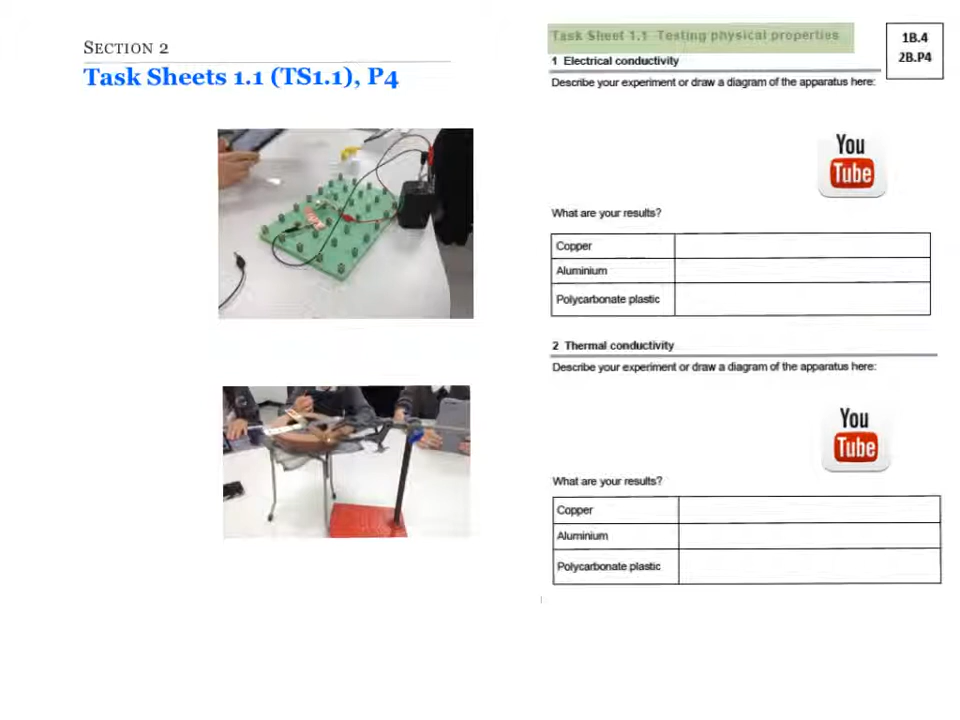 SECTION 2
Task Sheets 1.1 (TS1.1), P4
Task Sheet 1.1 Testing physical properties
1B.4
2B.P4
1 Electrical conductivity
Describe your experiment or draw a diagram of the apparatus here:
You
Tube
What are your results?
Copper
Aluminium
Polycarbonate plastic
2 Thermal conductivity
Describe your experiment or draw a diagram of the apparatus here:
You
Tube
What are your results?
Copper
Aluminium
Polycarbonate plastic